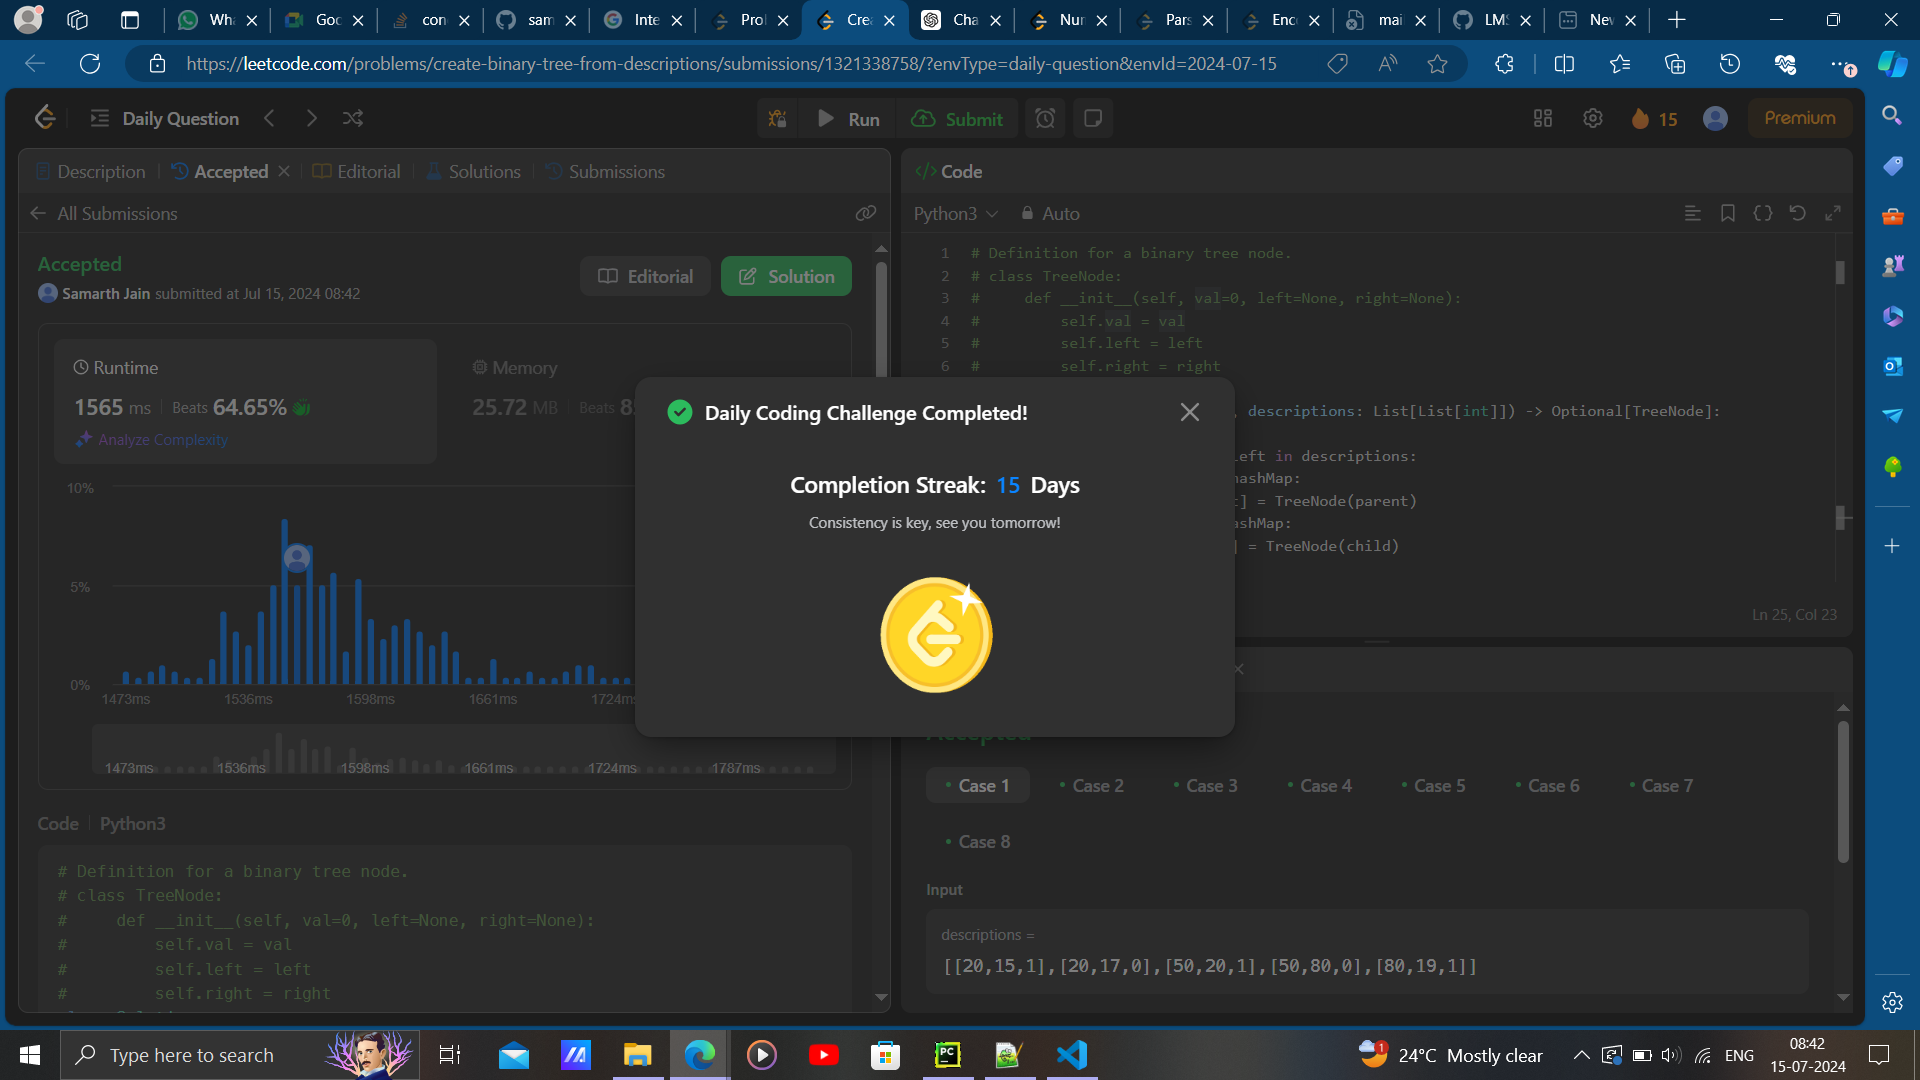 Wh
Goo
con
sam
Inte
Pro
Crea
Cha
Nur
Pars
Enc
mai
LM
Ne
https://leetcode.com/problems/create-binary-tree-from-descriptions/submissions/1321338758/?envType=daily-question&envId=2024-07-15
Daily Question
Run
Submit
15
Premium
Description
Accepted
Editorial
Solutions
Submissions
All Submissions
Accepted
Samarth Jain submitted at Jul 15, 2024 08:42
Editorial
Solution
Runtime
1565 ms
Beats 64.65%
Analyze Complexity
Memory
25.72 MB
Beats
10%
5%
0%
1473ms 1536ms 1598ms 1661ms 1724ms
1473ms 1536ms 1598ms 1661ms 1724ms 1787ms
Code
Python3
# Definition for a binary tree node.
# class TreeNode:
#     def __init__(self, val=0, left=None, right=None):
#         self.val = val
#         self.left = left
#         self.right = right
Daily Coding Challenge Completed!
Completion Streak: 15 Days
Consistency is key, see you tomorrow!
</> Code
Python3
Auto
1 # Definition for a binary tree node.
2 # class TreeNode:
3 #     def __init__(self, val=0, left=None, right=None):
4 #         self.val = val
5 #         self.left = left
6 #         self.right = right
, descriptions: List[List[int]]) -> Optional[TreeNode]:
in descriptions:
hashMap:
] = TreeNode(parent)
ashMap:
] = TreeNode(child)
Ln 25, Col 23
Accepted
Case 1
Case 2
Case 3
Case 4
Case 5
Case 6
Case 7
Case 8
Input
descriptions =
[[20,15,1],[20,17,0],[50,20,1],[50,80,0],[80,19,1]]
Type here to search
24°C Mostly clear
ENG
08:42
15-07-2024